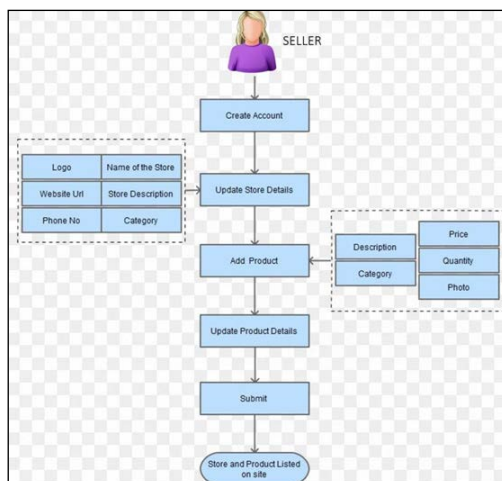 SELLER
Create Account
Logo
Name of the Store
Website Url
Store Description
Phone No
Category
Update Store Details
Add Product
Description
Category
Price
Quantity
Photo
Update Product Details
Submit
Store and Product Listed
on site